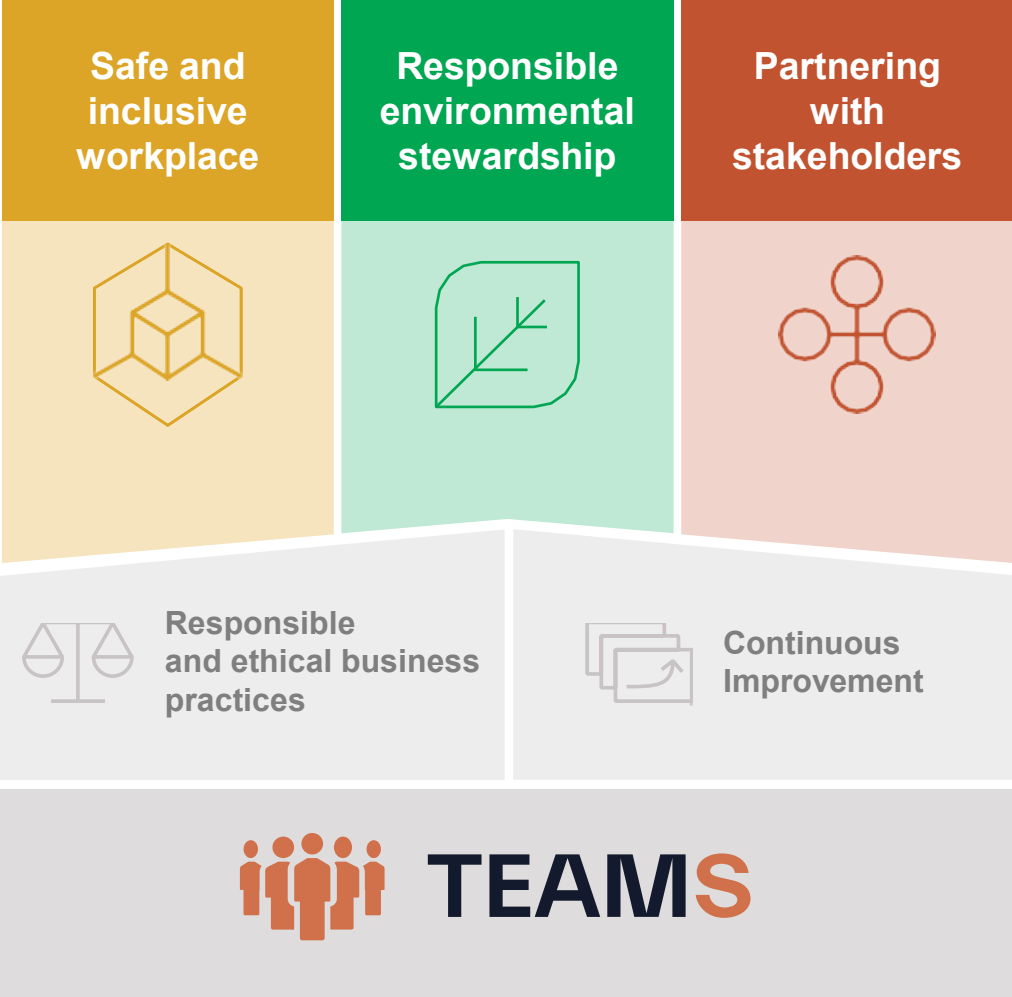 Safe and
inclusive
workplace
Responsible
environmental
stewardship
Partnering
with
stakeholders
Responsible
and ethical business
practices
Continuous
Improvement
TEAMS